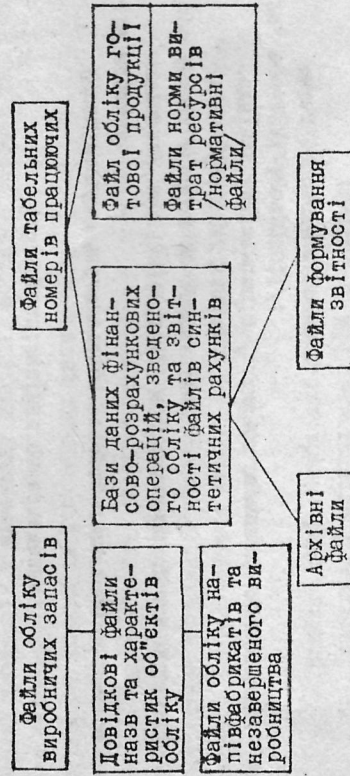 Файли обліку
виробничих запасів
Довідкові файли
назв та характе-
ристик об"єктів
обліку
Файли обліку на-
півфабрикатів та
незавершеного ви-
робництва
Файли табельних
номерів працюючих
Бази даних фінан-
сово-розрахункових
операцій, зведено-
го обліку та звіт-
ності файлів син-
тетичних рахунків
Файл обліку го-
тової продукції
Файли норми ви-
трат ресурсів
/нормативні
файли/
Архівні
файли
Файли формування
звітності